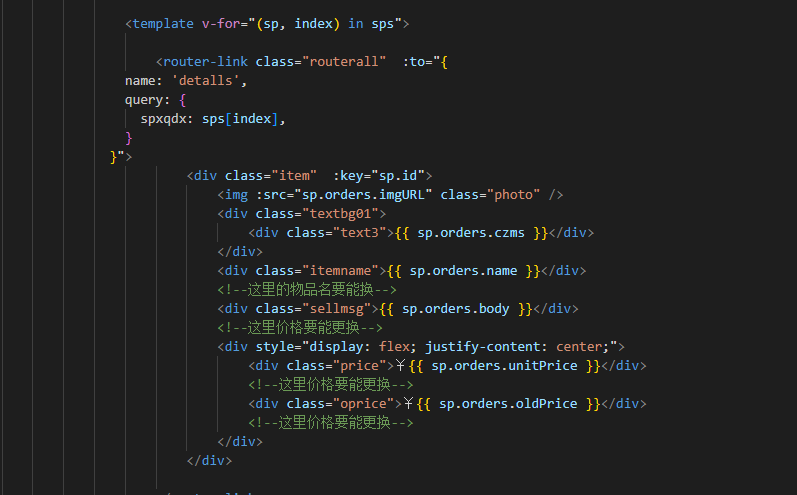 <template v-for="(sp, index) in sps">
<router-link class="routerall"  :to="{
name: 'detalls',
query: {
spxqdx: sps[index],
}
}">
<div class="item"  :key="sp.id">
<img :src="sp.orders.imgURL" class="photo" />
<div class="textbg01">
<div class="text3">{{ sp.orders.czms }}</div>
</div>
<div class="itemname">{{ sp.orders.name }}</div>
<!--这里的物品名要能换-->
<div class="sellmsg">{{ sp.orders.body }}</div>
<!--这里价格要能更换-->
<div style="display: flex; justify-content: center;">
<div class="price">￥{{ sp.orders.unitPrice }}</div>
<!--这里价格要能更换-->
<div class="oprice">￥{{ sp.orders.oldPrice }}</div>
<!--这里价格要能更换-->
</div>
</div>